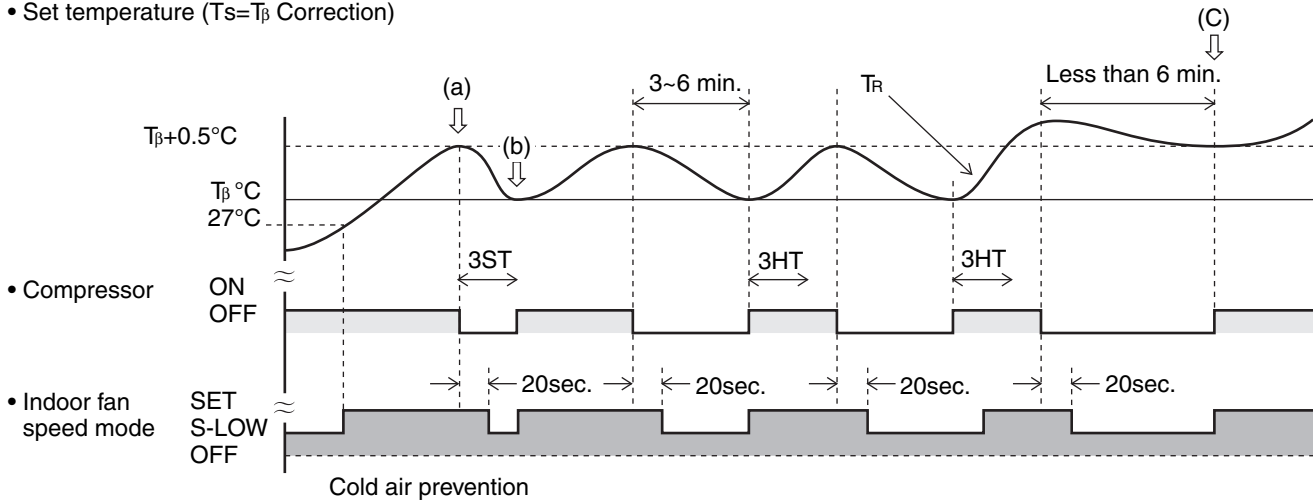 • Set temperature (Ts=Tβ Correction)
(C)
(a)
3~6 min.
TR
Less than 6 min.
Tβ+0.5°C
(b)
Tβ °C
27°C
3ST
3HT
3HT
• Compressor
ON
OFF
20sec.
20sec.
20sec.
20sec.
• Indoor fan
speed mode
SET
S-LOW
OFF
Cold air prevention